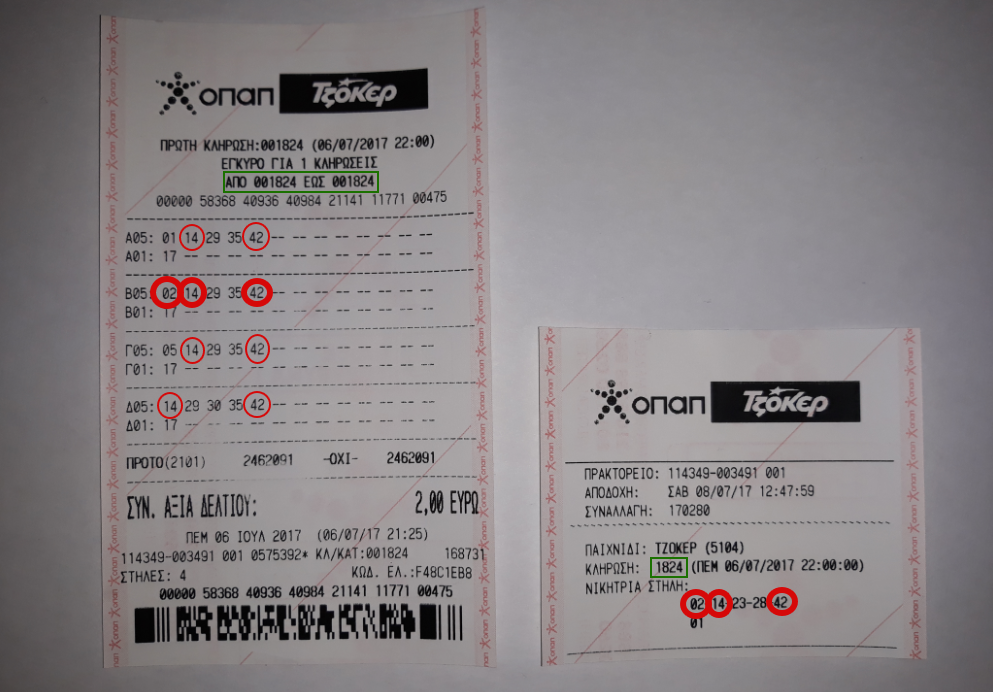 οπαπ ΤζόΚερ
ΠΡΩΤΗ ΚΛΗΡΩΣΗ:001824 (06/07/2017 22:00)
ΕΓΚΥΡΟ ΓΙΑ 1 ΚΛΗΡΩΣΕΙΣ
ΑΠΟ 001824 ΕΩΣ 001824
00000 58368 40936 40984 21141 11771 00475
Α05: 01 14 29 35 42 -- -- -- -- -- -- --
Α01: 17 -- -- -- -- -- -- -- -- -- -- --
Β05: 02 14 29 35 42 -- -- -- -- -- -- --
Β01: 17 -- -- -- -- -- -- -- -- -- -- --
Γ05: 05 14 29 35 42 -- -- -- -- -- -- --
Γ01: 17 -- -- -- -- -- -- -- -- -- -- --
Δ05: 14 29 30 35 42 -- -- -- -- -- -- --
Δ01: 17 -- -- -- -- -- -- -- -- -- -- --
ΠΡΟΤΟ(2101) 2462091 -ΟΧΙ- 2462091
ΣΥΝ. ΑΞΙΑ ΔΕΛΤΙΟΥ: 2,00 ΕΥΡΩ
ΠΕΜ 06 ΙΟΥΛ 2017 (06/07/17 21:25)
114349-003491 001 0575392* ΚΛ/ΚΑΤ:001824 168731
ΣΤΗΛΕΣ: 4 ΚΩΔ. ΕΛ.:F48C1EB8
00000 58368 40936 40984 21141 11771 00475
οπαπ ΤζόΚερ
ΠΡΑΚΤΟΡΕΙΟ: 114349-003491 001
ΑΠΟΔΟΧΗ: ΣΑΒ 08/07/17 12:47:59
ΣΥΝΑΛΛΑΓΗ: 170280
ΠΑΙΧΝΙΔΙ: ΤΖΟΚΕΡ (5104)
ΚΛΗΡΩΣΗ: 1824 (ΠΕΜ 06/07/2017 22:00:00)
ΝΙΚΗΤΡΙΑ ΣΤΗΛΗ:
02-14-23-28-42
01